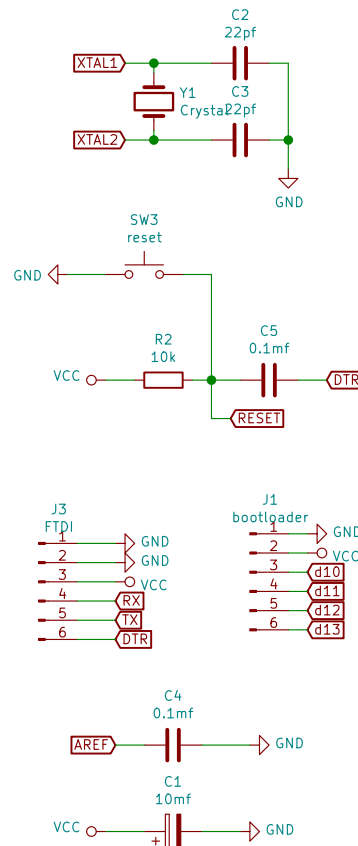 C2
22pf
XTAL1
Y1
Crystal
C3
22pf
XTAL2
GND
SW3
reset
GND
R2
10k
C5
0.1mf
VCC
DTR
RESET
J3
FTDI
1 GND
2 GND
3 VCC
4 RX
5 TX
6 DTR
J1
bootloader
1 GND
2 VCC
3 d10
4 d11
5 d12
6 d13
C4
0.1mf
AREF
GND
C1
10mf
VCC
+
GND